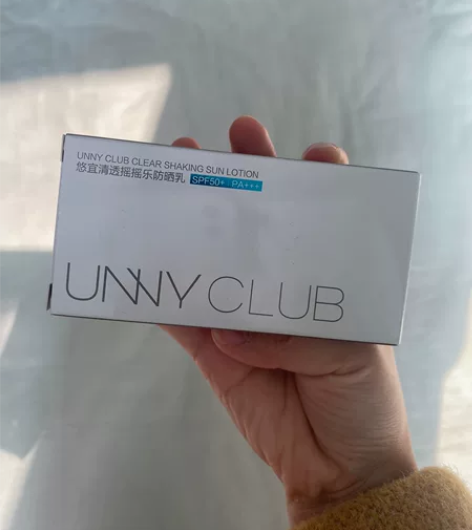 UNNY CLUB CLEAR SHAKING SUN LOTION
悠宜清透摇摇乐防晒乳 SPF50+ PA+++
UNNY CLUB